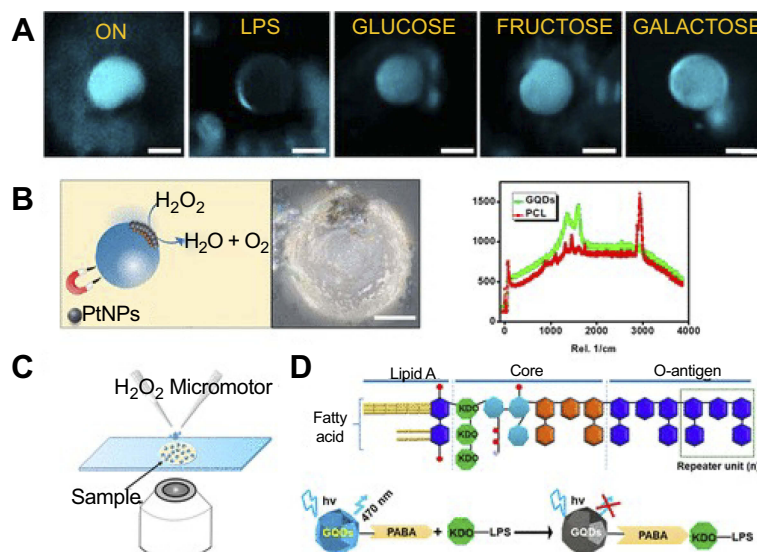 A
ON
LPS
GLUCOSE
FRUCTOSE
GALACTOSE
B
H2O2
H2O + O2
PtNPs
GQDs
PCL
1500
1000
500
0
0
1000
2000
3000
4000
Rel. 1/cm
C
H2O2 Micromotor
Sample
D
Lipid A
Core
O-antigen
Fatty
acid
KDO
KDO
KDO
Repeater unit (n)
hv
470 nm
GQDs
PABA
+
KDO
LPS
hv
GQDs
PABA
KDO
LPS